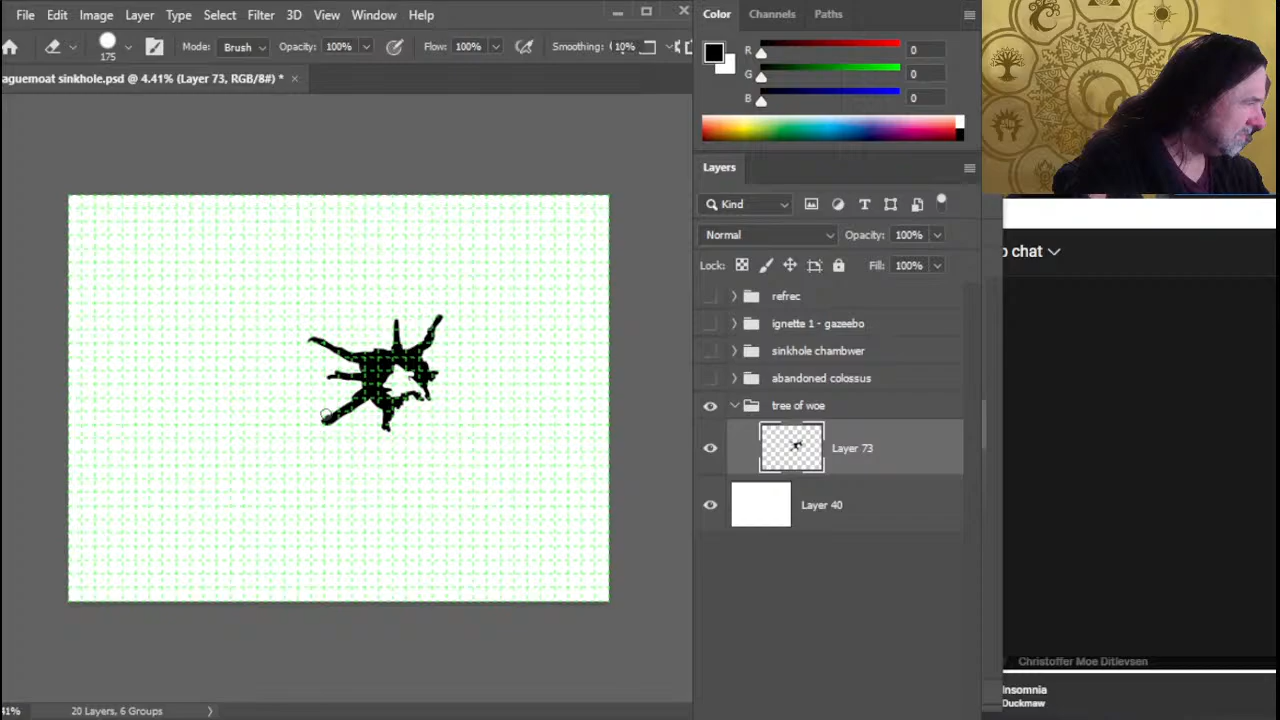 File Edit Image Layer Type Select Filter 3D View Window Help
175 Mode: Brush Opacity: 100% Flow: 100% Smoothing: 10%
aguemoat sinkhole.psd @ 4.41% (Layer 73, RGB/8#) * ×
Color Channels Paths
R 0
G 0
B 0
Layers
Kind
Normal Opacity: 100%
Lock: Fill: 100%
refrec
ignette 1 - gazeebo
sinkhole chambwer
abandoned colossus
tree of woe
Layer 73
Layer 40
chat
Christoffer Moe Ditlevsen
Insomnia
Duckmaw
41% 20 Layers, 6 Groups